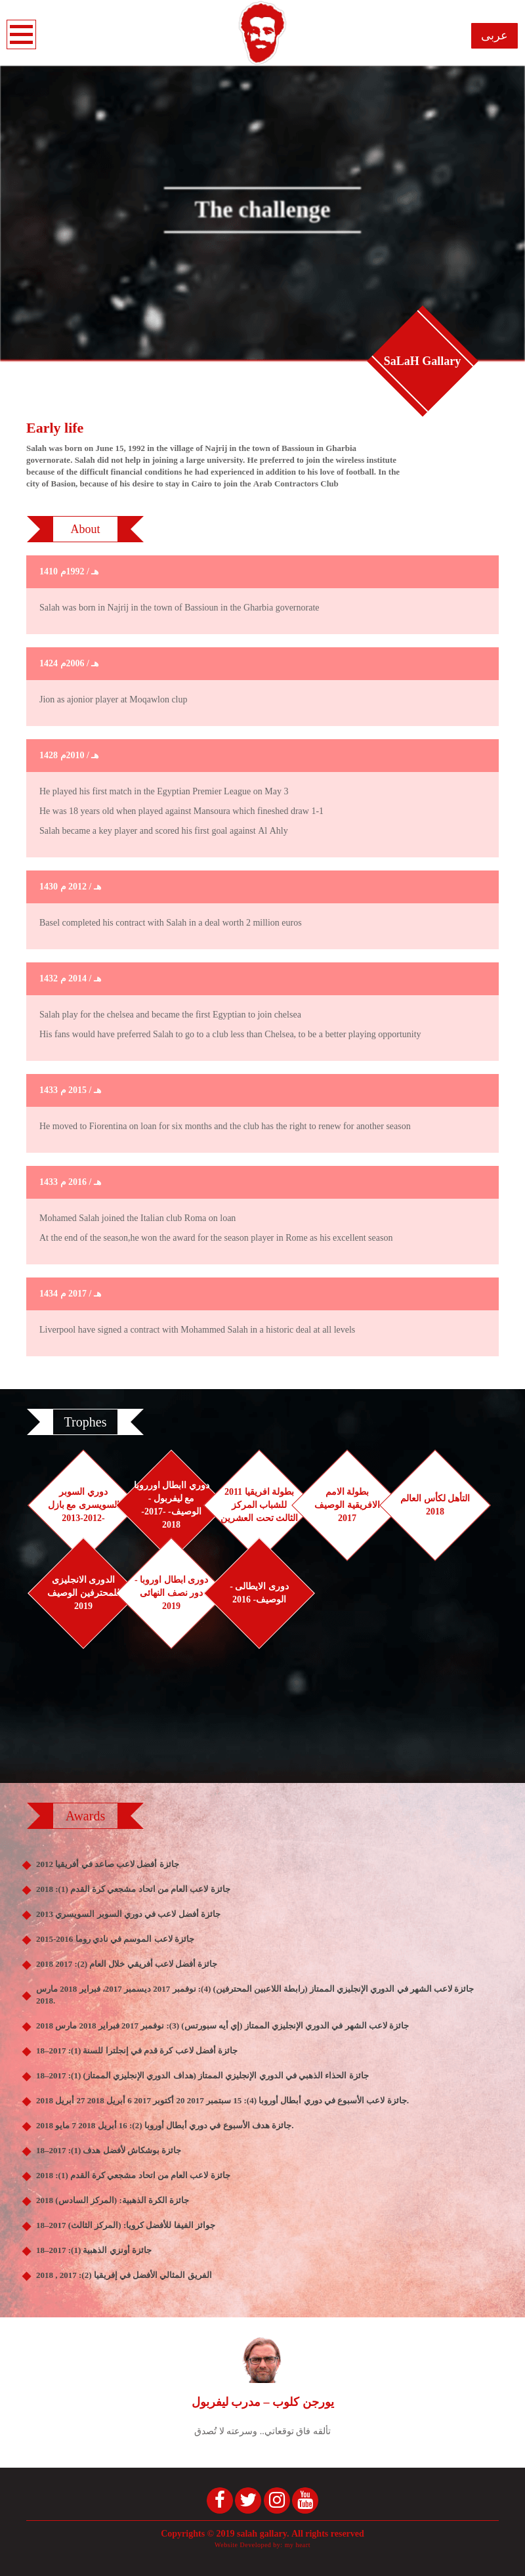 عربى
The challenge
SaLaH Gallary
Early life
Salah was born on June 15, 1992 in the village of Najrij in the town of Bassioun in Gharbia
governorate. Salah did not help in joining a large university. He preferred to join the wireless institute
because of the difficult financial conditions he had experienced in addition to his love of football. In the
city of Basion, because of his desire to stay in Cairo to join the Arab Contractors Club
About
1410 هـ / 1992م
Salah was born in Najrij in the town of Bassioun in the Gharbia governorate
1424 هـ / 2006م
Jion as ajonior player at Moqawlon clup
1428 هـ / 2010م
He played his first match in the Egyptian Premier League on May 3
He was 18 years old when played against Mansoura which fineshed draw 1-1
Salah became a key player and scored his first goal against Al Ahly
1430 هـ / 2012 م
Basel completed his contract with Salah in a deal worth 2 million euros
1432 هـ / 2014 م
Salah play for the chelsea and became the first Egyptian to join chelsea
His fans would have preferred Salah to go to a club less than Chelsea, to be a better playing opportunity
1433 هـ / 2015 م
He moved to Fiorentina on loan for six months and the club has the right to renew for another season
1433 هـ / 2016 م
Mohamed Salah joined the Italian club Roma on loan
At the end of the season,he won the award for the season player in Rome as his excellent season
1434 هـ / 2017 م
Liverpool have signed a contract with Mohammed Salah in a historic deal at all levels
Trophes
دوري السوبر
السويسرى مع بازل
2013-2012-
دوري الابطال اوروبا
مع ليفربول -
الوصيف- -2017-
2018
بطولة افريقيا 2011
للشباب المركز
الثالث تحت العشرين
بطولة الامم
الافريقية الوصيف
2017
التأهل لكأس العالم
2018
الدورى الانجليزى
للمحترفين الوصيف
2019
دورى ابطال اوروبا -
دور نصف النهائى
2019
دورى الايطالى -
الوصيف- 2016
Awards
جائزة أفضل لاعب صاعد في أفريقيا 2012
جائزة لاعب العام من اتحاد مشجعي كرة القدم (1): 2018
جائزة أفضل لاعب في دوري السوبر السويسري 2013
جائزة لاعب الموسم في نادي روما 2016-2015
جائزة أفضل لاعب أفريقي خلال العام (2): 2017 2018
جائزة لاعب الشهر في الدوري الإنجليزي الممتاز (رابطة اللاعبين المحترفين) (4): نوفمبر 2017 ديسمبر 2017، فبراير 2018 مارس
2018.
جائزة لاعب الشهر في الدوري الإنجليزي الممتاز (إي أيه سبورتس) (3): نوفمبر 2017 فبراير 2018 مارس 2018
جائزة أفضل لاعب كرة قدم في إنجلترا للسنة (1): 2017–18
جائزة الحذاء الذهبي في الدوري الإنجليزي الممتاز (هداف الدوري الإنجليزي الممتاز) (1): 2017–18
جائزة لاعب الأسبوع في دوري أبطال أوروبا (4): 15 سبتمبر 2017 20 أكتوبر 2017 6 أبريل 2018 27 أبريل 2018.
جائزة هدف الأسبوع في دوري أبطال أوروبا (2): 16 أبريل 2018 7 مايو 2018.
جائزة بوشكاش لأفضل هدف (1): 2017–18
جائزة لاعب العام من اتحاد مشجعي كرة القدم (1): 2018
جائزة الكرة الذهبية: (المركز السادس) 2018
جوائز الفيفا للأفضل كرويا: (المركز الثالث) 2017–18
جائزة أونزي الذهبية (1): 2017–18
الفريق المثالي الأفضل في إفريقيا (2): 2017 , 2018
يورجن كلوب – مدرب ليفربول
تألقه فاق توقعاتي.. وسرعته لا تُصدق
You
Tube
Copyrights © 2019 salah gallary. All rights reserved
Website Developed by: